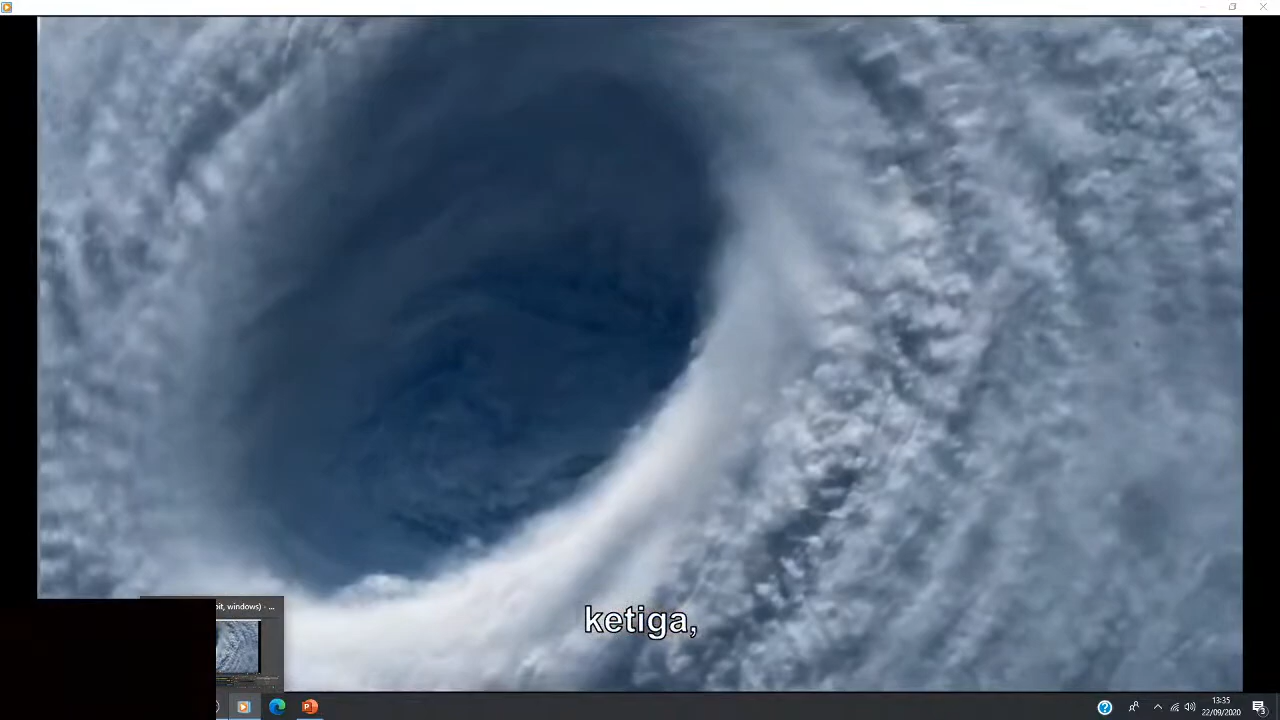 bit, windows) - ...
ketiga,
13:35
22/09/2020